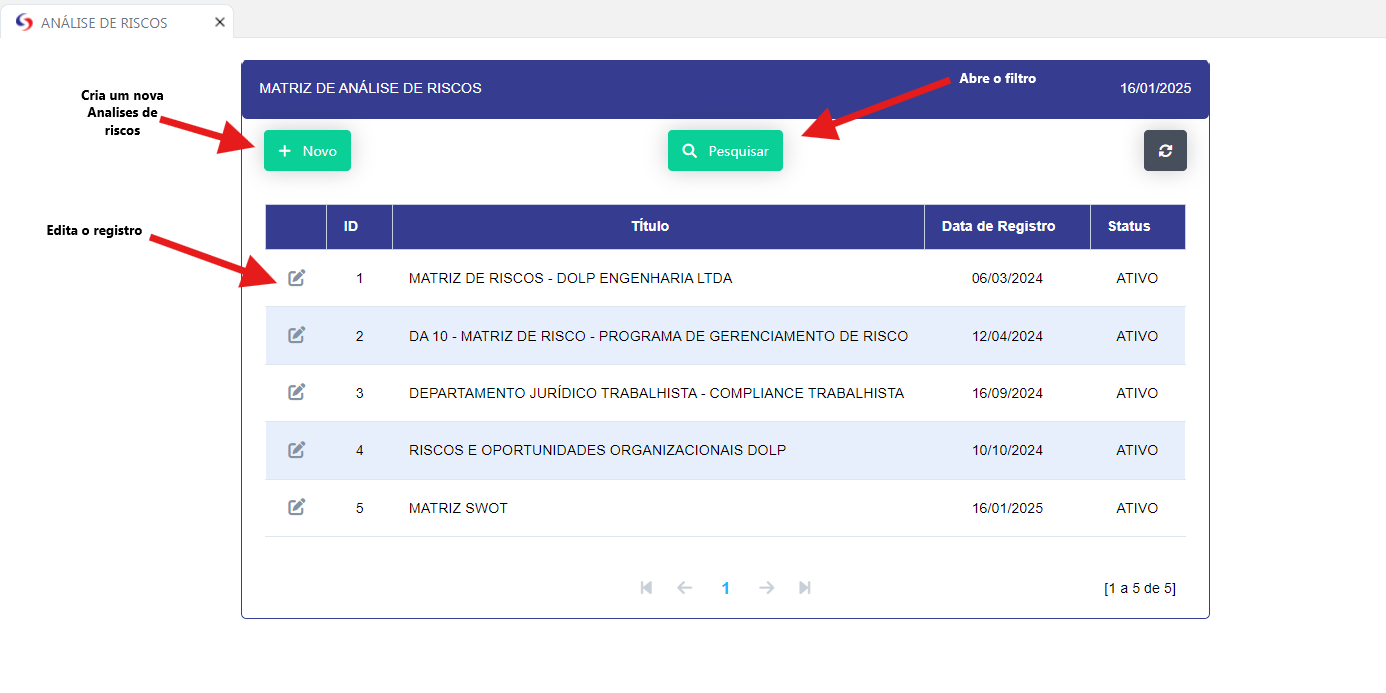 ANÁLISE DE RISCOS
MATRIZ DE ANÁLISE DE RISCOS
Abre o filtro
16/01/2025
Cria um nova
Analises de
riscos
Novo
Pesquisar
Edita o registro
ID Título Data de Registro Status
1 MATRIZ DE RISCOS - DOLP ENGENHARIA LTDA 06/03/2024 ATIVO
2 DA 10 - MATRIZ DE RISCO - PROGRAMA DE GERENCIAMENTO DE RISCO 12/04/2024 ATIVO
3 DEPARTAMENTO JURÍDICO TRABALHISTA - COMPLIANCE TRABALHISTA 16/09/2024 ATIVO
4 RISCOS E OPORTUNIDADES ORGANIZACIONAIS DOLP 10/10/2024 ATIVO
5 MATRIZ SWOT 16/01/2025 ATIVO
1
[1 a 5 de 5]